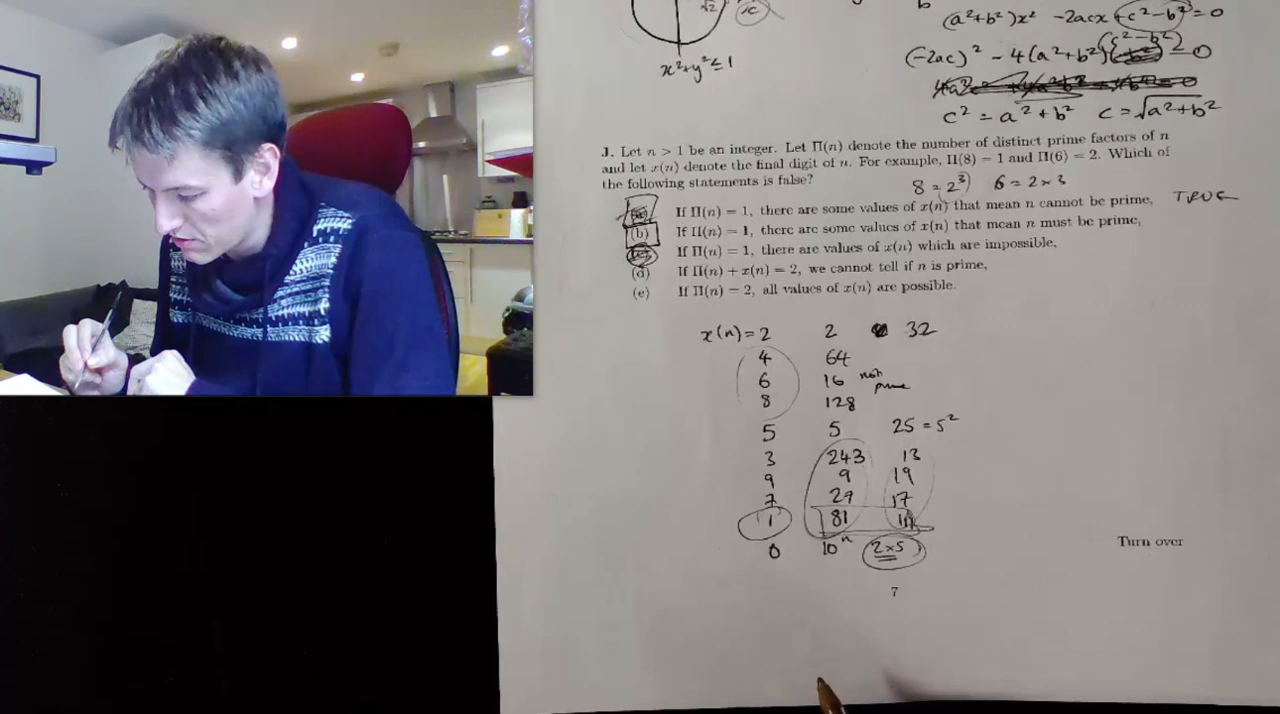 √2
x²+y²≤1
b
(a²+b²)x² -2acx +c²-b² = 0
(-2ac)² - 4(a²+b²)(c²-b²) = 0
c² = a²+b² c = √a²+b²
J. Let n > 1 be an integer. Let Π(n) denote the number of distinct prime factors of n
and let x(n) denote the final digit of n. For example, Π(8) = 1 and Π(6) = 2. Which of
the following statements is false?
8 = 2³ 6 = 2×3
(a) If Π(n) = 1, there are some values of x(n) that mean n cannot be prime, TRUE
(b) If Π(n) = 1, there are some values of x(n) that mean n must be prime,
(c) If Π(n) = 1, there are values of x(n) which are impossible,
(d) If Π(n) + x(n) = 2, we cannot tell if n is prime,
(e) If Π(n) = 2, all values of x(n) are possible.
x(n) = 2 2 32
4 64
6 16 not prime
8 128
5 5 25 = 5²
3 243 13
9 9 19
7 27 17
1 81 11
0 10ⁿ 2×5
Turn over
7